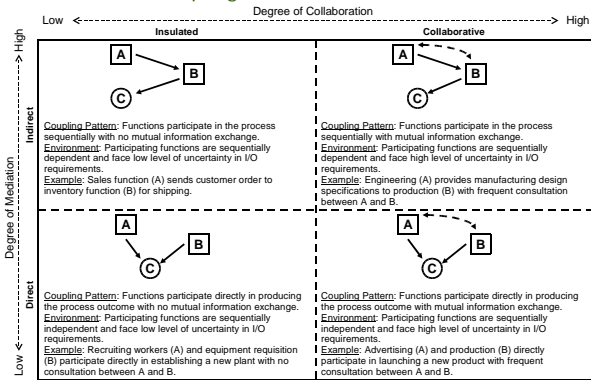 Degree of Collaboration
Low
High
Insulated
Collaborative
High
Degree of Mediation
Low
Indirect
Direct
A
B
C
Coupling Pattern: Functions participate in the process
sequentially with no mutual information exchange.
Environment: Participating functions are sequentially
dependent and face low level of uncertainty in I/O
requirements.
Example: Sales function (A) sends customer order to
inventory function (B) for shipping.
A
B
C
Coupling Pattern: Functions participate in the process
sequentially with mutual information exchange.
Environment: Participating functions are sequentially
dependent and face high level of uncertainty in I/O
requirements.
Example: Engineering (A) provides manufacturing design
specifications to production (B) with frequent consultation
between A and B.
A
B
C
Coupling Pattern: Functions participate directly in producing
the process outcome with no mutual information exchange.
Environment: Participating functions are sequentially
independent and face low level of uncertainty in I/O
requirements.
Example: Recruiting workers (A) and equipment requisition
(B) participate directly in establishing a new plant with no
consultation between A and B.
A
B
C
Coupling Pattern: Functions participate directly in producing
the process outcome with mutual information exchange.
Environment: Participating functions are sequentially
independent and face high level of uncertainty in I/O
requirements.
Example: Advertising (A) and production (B) directly
participate in launching a new product with frequent
consultation between A and B.